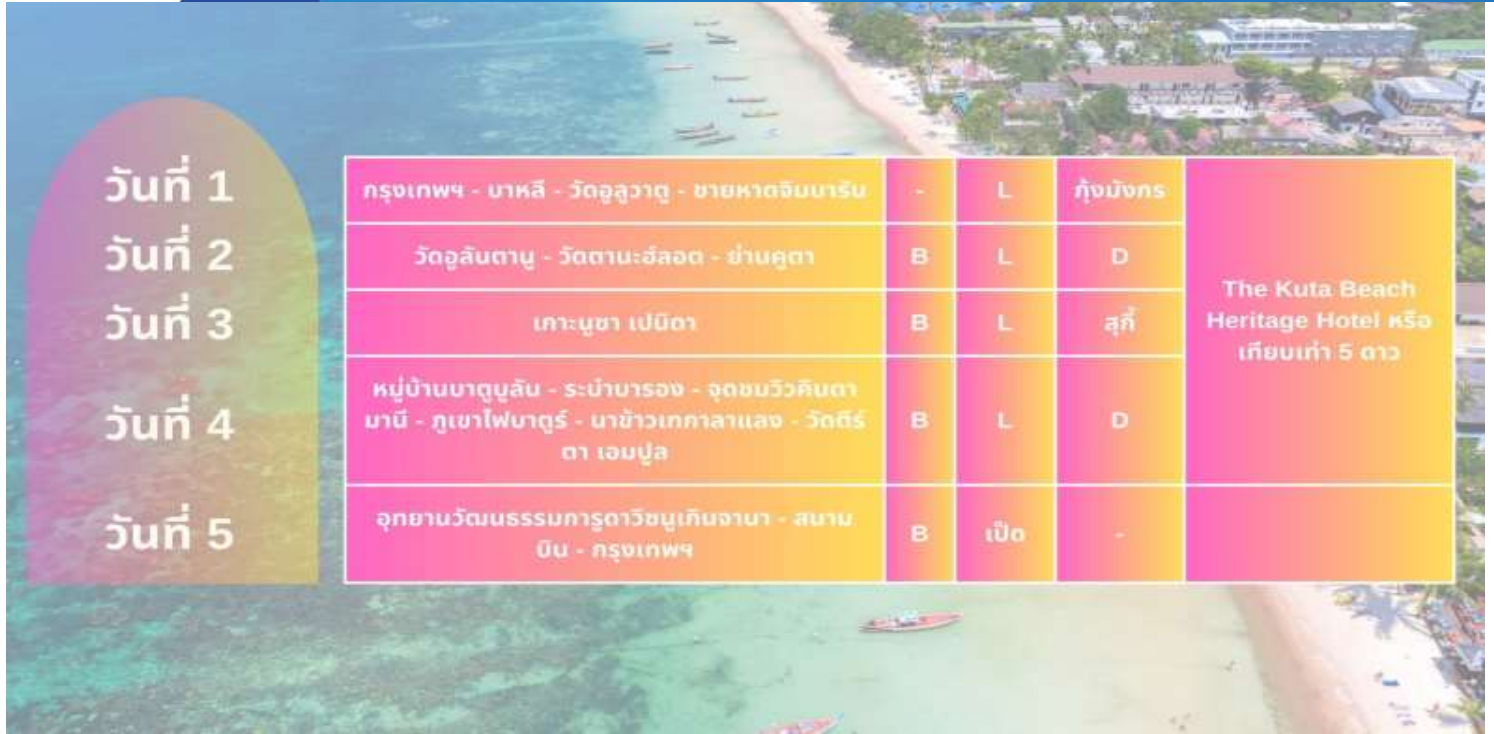 วันที่ 1
กรุงเทพฯ - บาหลี - วัดอูลูวาตู - ชายหาดจิมบารัน
-
L
กุ้งมังกร
วันที่ 2
วัดอูลันดานู - วัดตานะฮ์ลอต - ย่านคูตา
B
L
D
The Kuta Beach
Heritage Hotel หรือ
เทียบเท่า 5 ดาว
วันที่ 3
เกาะนูซา เปนิดา
B
L
สุกี้
วันที่ 4
หมู่บ้านบาตูบูลัน - ระบำบารอง - จุดชมวิวคินตา
มานี - ภูเขาไฟบาตูร์ - นาข้าวเทกาลาแลง - วัดตีร์
ตา เอมปูล
B
L
D
วันที่ 5
อุทยานวัฒนธรรมการูดาวิชนูเกินจานา - สนาม
บิน - กรุงเทพฯ
B
เป็ด
-